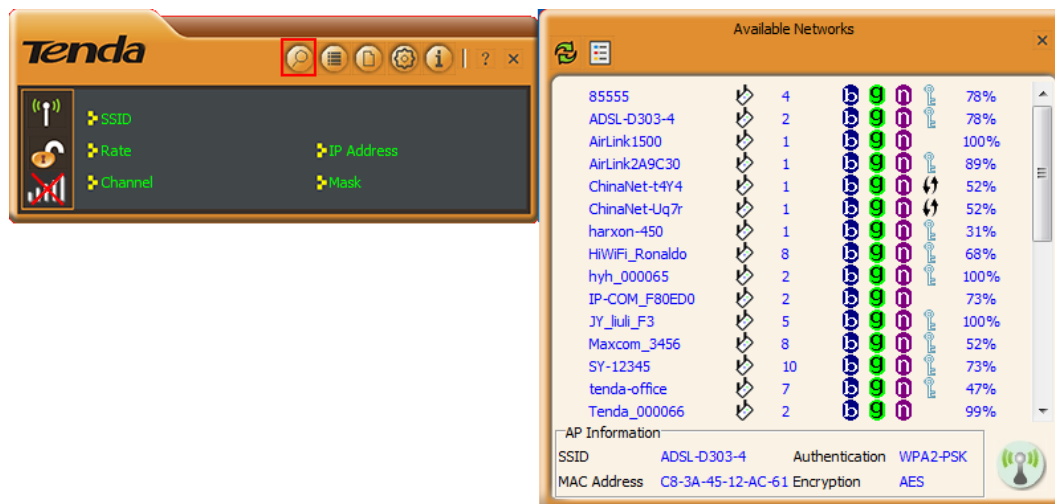 Tenda
? ×
SSID
Rate IP Address
Channel Mask
Available Networks
×
85555 4 b g n 78%
ADSL-D303-4 2 b g n 78%
AirLink1500 1 b g n 100%
AirLink2A9C30 1 b g n 89%
ChinaNet-t4Y4 1 b g n 52%
ChinaNet-Uq7r 1 b g n 52%
harxon-450 1 b g n 31%
HiWiFi_Ronaldo 8 b g n 68%
hyh_000065 2 b g n 100%
IP-COM_F80ED0 2 b g n 73%
JY_liuli_F3 5 b g n 100%
Maxcom_3456 8 b g n 52%
SY-12345 10 b g n 73%
tenda-office 7 b g n 47%
Tenda_000066 2 b g n 99%
AP Information
SSID ADSL-D303-4 Authentication WPA2-PSK
MAC Address C8-3A-45-12-AC-61 Encryption AES